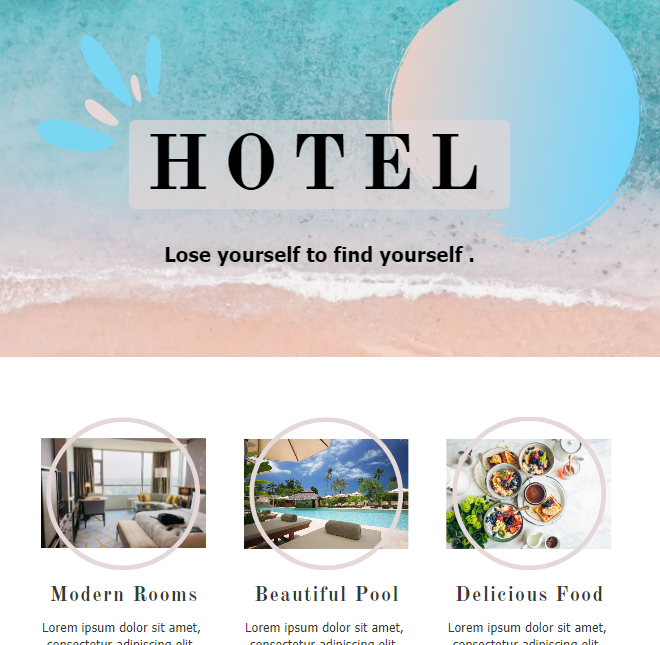 HOTEL
Lose yourself to find yourself .
Modern Rooms
Beautiful Pool
Delicious Food
Lorem ipsum dolor sit amet,
consectetur adipiscing elit
Lorem ipsum dolor sit amet,
consectetur adipiscing elit
Lorem ipsum dolor sit amet,
consectetur adipiscing elit